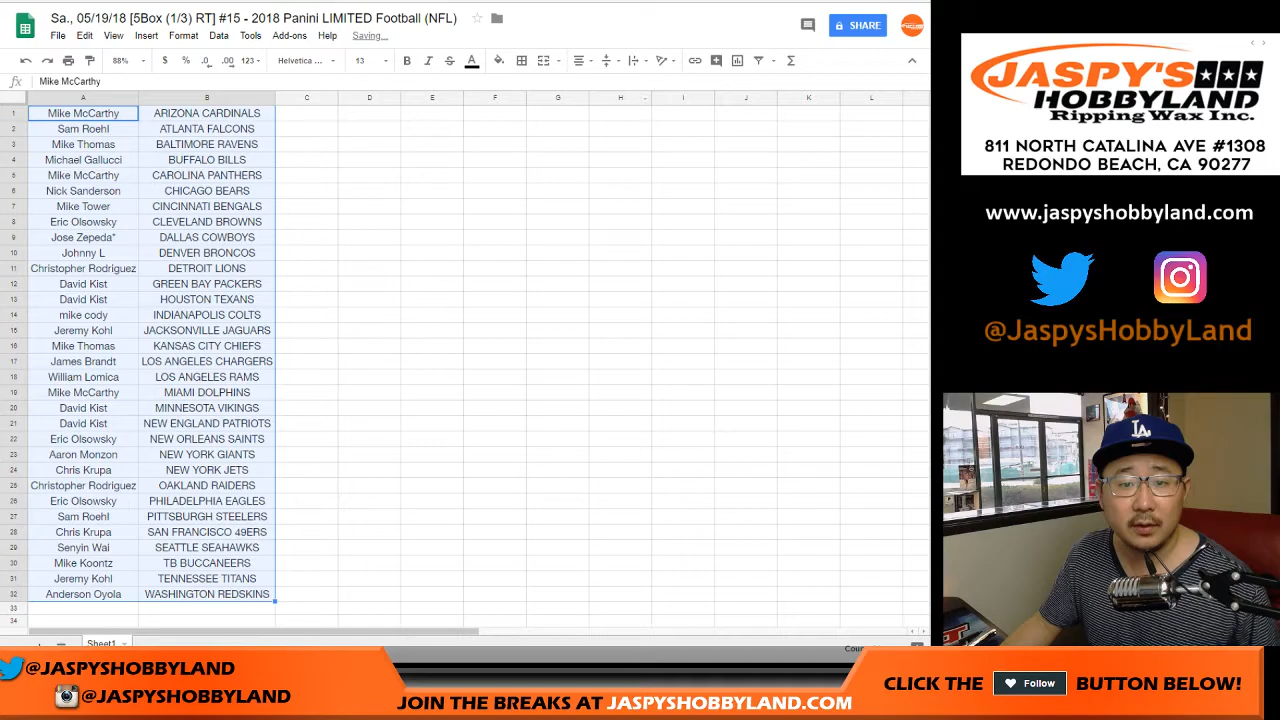 Sa., 05/19/18 [5Box (1/3) RT] #15 - 2018 Panini LIMITED Football (NFL)
SHARE
File Edit View Insert Format Data Tools Add-ons Help Saving...
88% $ % .0 .00 123 Helvetica ... 13 B I S A
fx Mike McCarthy
A B C D E F G H I J K L
1 Mike McCarthy ARIZONA CARDINALS
2 Sam Roehl ATLANTA FALCONS
3 Mike Thomas BALTIMORE RAVENS
4 Michael Gallucci BUFFALO BILLS
5 Mike McCarthy CAROLINA PANTHERS
6 Nick Sanderson CHICAGO BEARS
7 Mike Tower CINCINNATI BENGALS
8 Eric Olsowsky CLEVELAND BROWNS
9 Jose Zepeda* DALLAS COWBOYS
10 Johnny L DENVER BRONCOS
11 Christopher Rodriguez DETROIT LIONS
12 David Kist GREEN BAY PACKERS
13 David Kist HOUSTON TEXANS
14 mike cody INDIANAPOLIS COLTS
15 Jeremy Kohl JACKSONVILLE JAGUARS
16 Mike Thomas KANSAS CITY CHIEFS
17 James Brandt LOS ANGELES CHARGERS
18 William Lomica LOS ANGELES RAMS
19 Mike McCarthy MIAMI DOLPHINS
20 David Kist MINNESOTA VIKINGS
21 David Kist NEW ENGLAND PATRIOTS
22 Eric Olsowsky NEW ORLEANS SAINTS
23 Aaron Monzon NEW YORK GIANTS
24 Chris Krupa NEW YORK JETS
25 Christopher Rodriguez OAKLAND RAIDERS
26 Eric Olsowsky PHILADELPHIA EAGLES
27 Sam Roehl PITTSBURGH STEELERS
28 Chris Krupa SAN FRANCISCO 49ERS
29 Senyin Wai SEATTLE SEAHAWKS
30 Mike Koontz TB BUCCANEERS
31 Jeremy Kohl TENNESSEE TITANS
32 Anderson Oyola WASHINGTON REDSKINS
33
34
Sheet1
JASPY'S
HOBBYLAND
Ripping Wax Inc.
811 NORTH CATALINA AVE #1308
REDONDO BEACH, CA 90277
www.jaspyshobbyland.com
@JaspysHobbyLand
LA
@JASPYSHOBBYLAND
@JASPYSHOBBYLAND
JOIN THE BREAKS AT JASPYSHOBBYLAND.COM
CLICK THE Follow BUTTON BELOW!